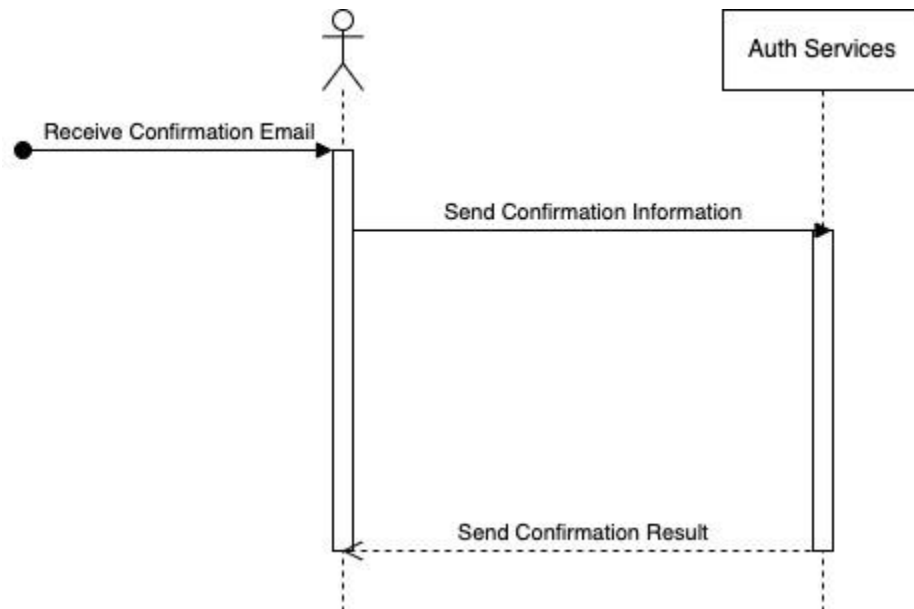 Auth Services
Receive Confirmation Email
Send Confirmation Information
Send Confirmation Result